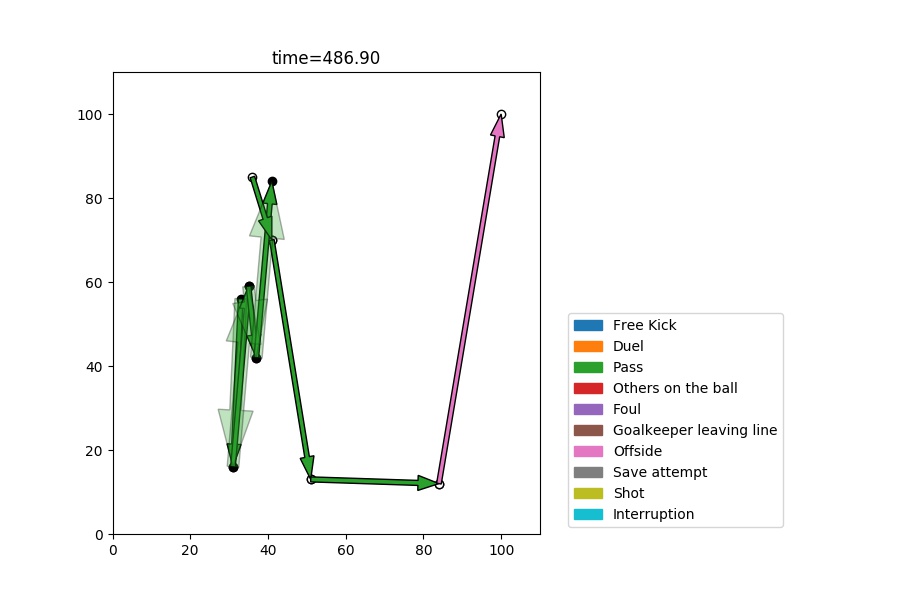 time=486.90
100
80
60
40
20
0
0 20 40 60 80 100
Free Kick
Duel
Pass
Others on the ball
Foul
Goalkeeper leaving line
Offside
Save attempt
Shot
Interruption